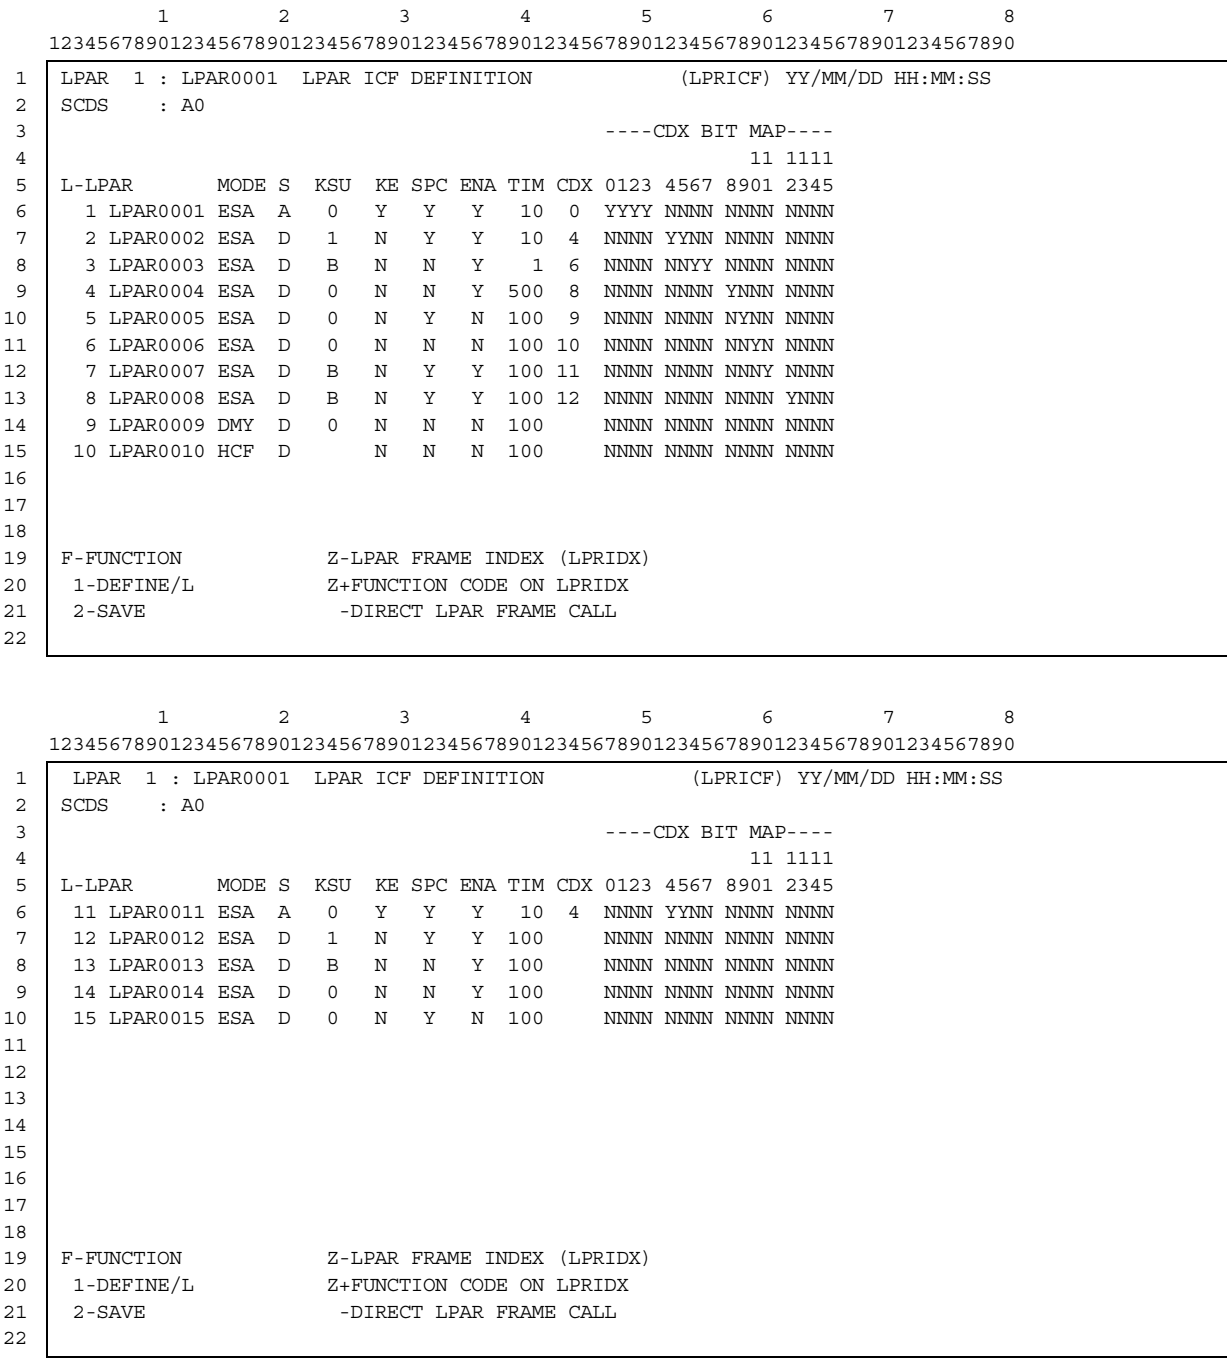 1         2         3         4         5         6         7         8
12345678901234567890123456789012345678901234567890123456789012345678901234567890
1   LPAR  1 : LPAR0001  LPAR ICF DEFINITION            (LPRICF) YY/MM/DD HH:MM:SS
2   SCDS    : A0
3                                                ----CDX BIT MAP----
4                                                            11 1111
5   L-LPAR       MODE S  KSU  KE SPC ENA TIM CDX 0123 4567 8901 2345
6     1 LPAR0001 ESA  A   0   Y   Y   Y   10  0  YYYY NNNN NNNN NNNN
7     2 LPAR0002 ESA  D   1   N   Y   Y   10  4  NNNN YYNN NNNN NNNN
8     3 LPAR0003 ESA  D   B   N   N   Y    1  6  NNNN NNYY NNNN NNNN
9     4 LPAR0004 ESA  D   0   N   N   Y  500  8  NNNN NNNN YNNN NNNN
10    5 LPAR0005 ESA  D   0   N   Y   N  100  9  NNNN NNNN NYNN NNNN
11    6 LPAR0006 ESA  D   0   N   N   N  100 10  NNNN NNNN NNYN NNNN
12    7 LPAR0007 ESA  D   B   N   Y   Y  100 11  NNNN NNNN NNNY NNNN
13    8 LPAR0008 ESA  D   B   N   Y   Y  100 12  NNNN NNNN NNNN YNNN
14    9 LPAR0009 DMY  D   0   N   N   N  100     NNNN NNNN NNNN NNNN
15   10 LPAR0010 HCF  D       N   N   N  100     NNNN NNNN NNNN NNNN
16
17
18
19  F-FUNCTION            Z-LPAR FRAME INDEX (LPRIDX)
20   1-DEFINE/L           Z+FUNCTION CODE ON LPRIDX
21   2-SAVE                -DIRECT LPAR FRAME CALL
22
         1         2         3         4         5         6         7         8
12345678901234567890123456789012345678901234567890123456789012345678901234567890
1    LPAR  1 : LPAR0001  LPAR ICF DEFINITION            (LPRICF) YY/MM/DD HH:MM:SS
2   SCDS    : A0
3                                                ----CDX BIT MAP----
4                                                            11 1111
5   L-LPAR       MODE S  KSU  KE SPC ENA TIM CDX 0123 4567 8901 2345
6    11 LPAR0011 ESA  A   0   Y   Y   Y   10  4  NNNN YYNN NNNN NNNN
7    12 LPAR0012 ESA  D   1   N   Y   Y  100     NNNN NNNN NNNN NNNN
8    13 LPAR0013 ESA  D   B   N   N   Y  100     NNNN NNNN NNNN NNNN
9    14 LPAR0014 ESA  D   0   N   N   Y  100     NNNN NNNN NNNN NNNN
10   15 LPAR0015 ESA  D   0   N   Y   N  100     NNNN NNNN NNNN NNNN
11
12
13
14
15
16
17
18
19  F-FUNCTION            Z-LPAR FRAME INDEX (LPRIDX)
20   1-DEFINE/L           Z+FUNCTION CODE ON LPRIDX
21   2-SAVE                -DIRECT LPAR FRAME CALL
22